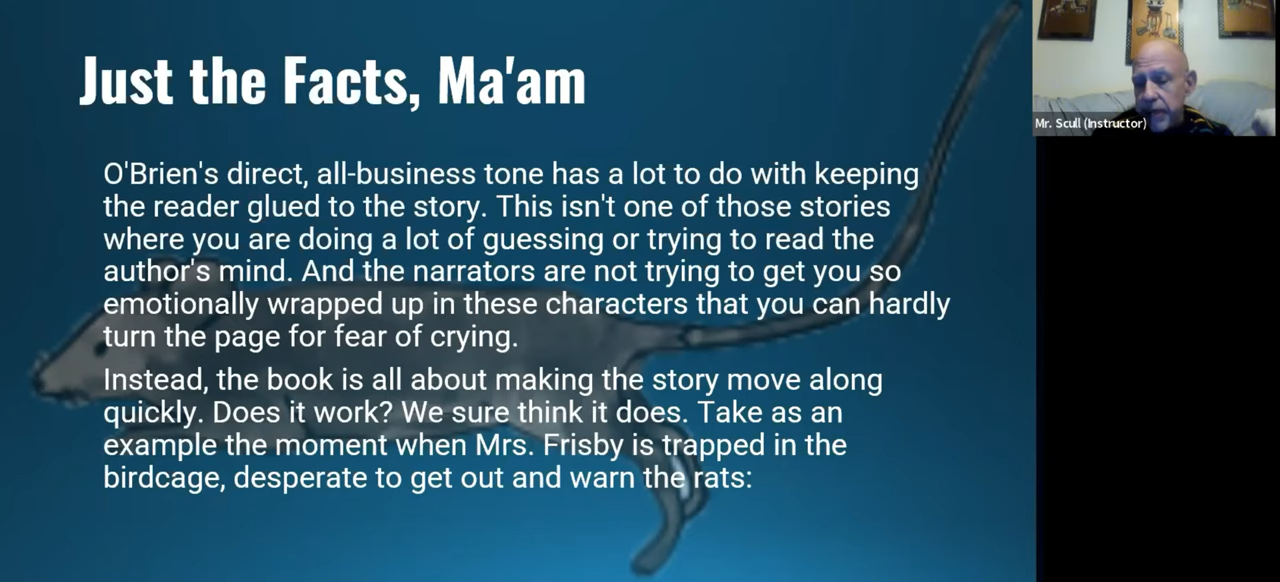 Just the Facts, Ma'am
Mr. Scull (Instructor)
O'Brien's direct, all-business tone has a lot to do with keeping
the reader glued to the story. This isn't one of those stories
where you are doing a lot of guessing or trying to read the
author's mind. And the narrators are not trying to get you so
emotionally wrapped up in these characters that you can hardly
turn the page for fear of crying.
Instead, the book is all about making the story move along
quickly. Does it work? We sure think it does. Take as an
example the moment when Mrs. Frisby is trapped in the
birdcage, desperate to get out and warn the rats: